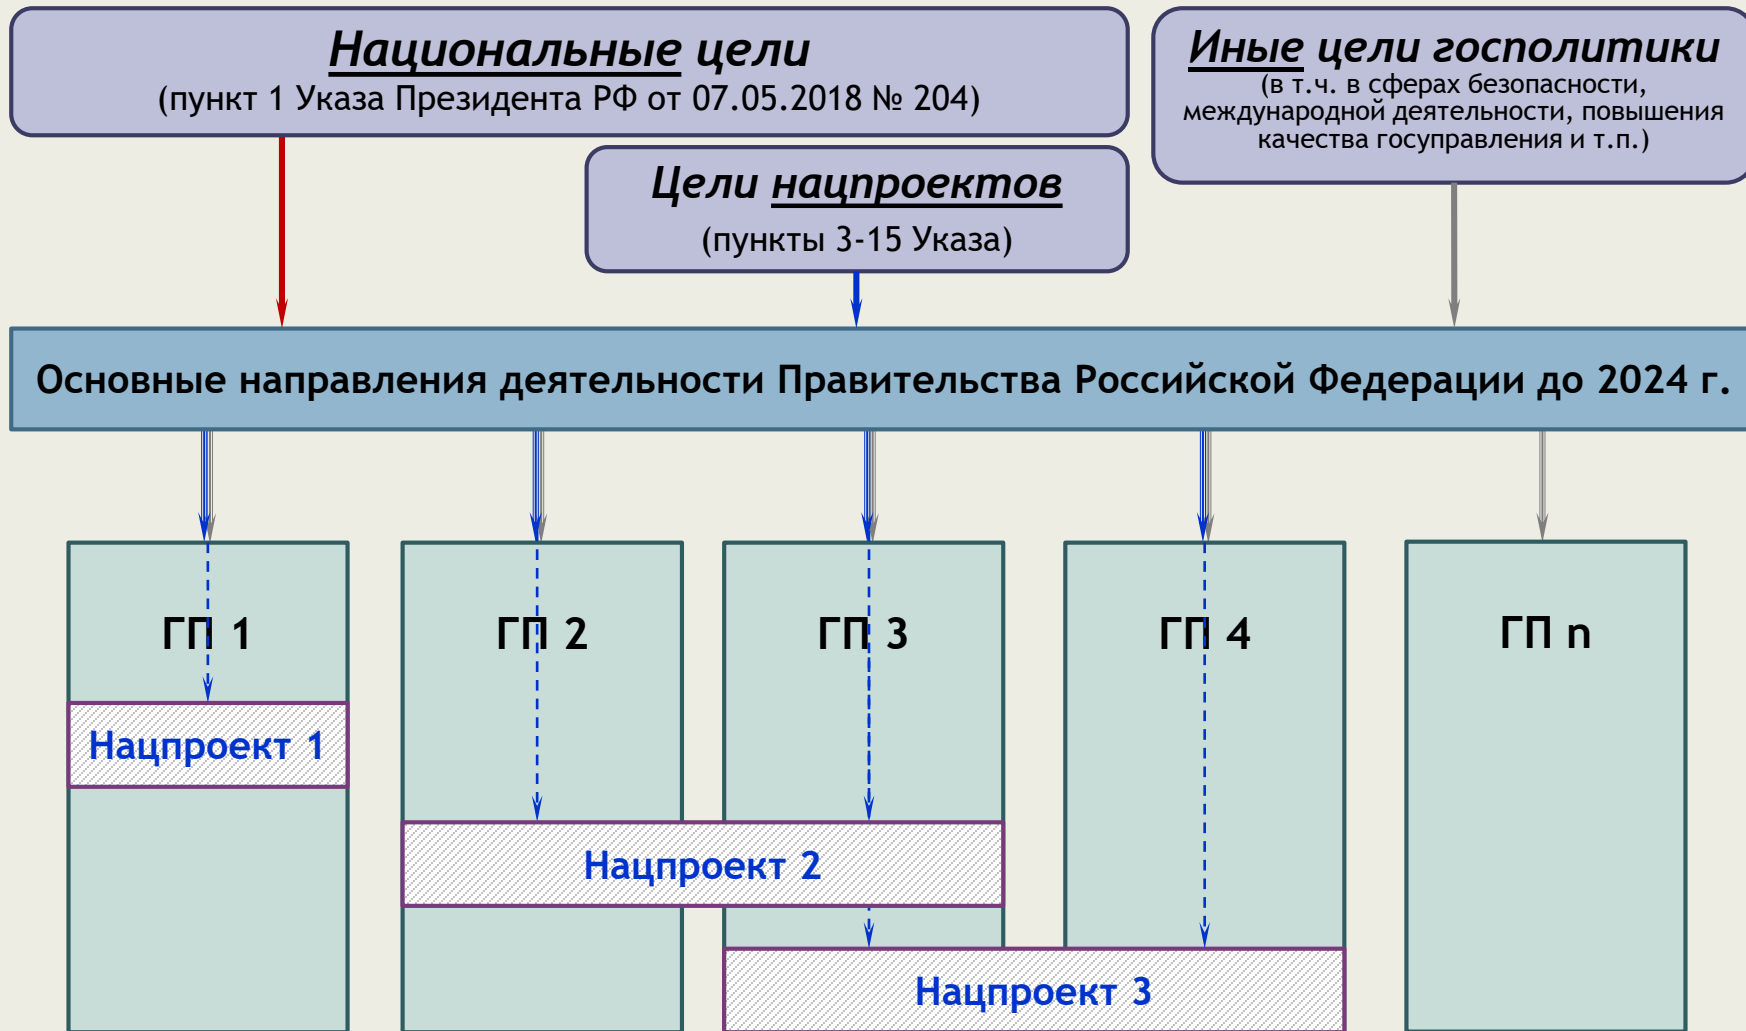 Национальные цели
(пункт 1 Указа Президента РФ от 07.05.2018 № 204)
Иные цели госполитики
(в т.ч. в сферах безопасности,
международной деятельности, повышения
качества госуправления и т.п.)
Цели нацпроектов
(пункты 3-15 Указа)
Основные направления деятельности Правительства Российской Федерации до 2024 г.
ГП 1
ГП 2
ГП 3
ГП 4
ГП n
Нацпроект 1
Нацпроект 2
Нацпроект 3